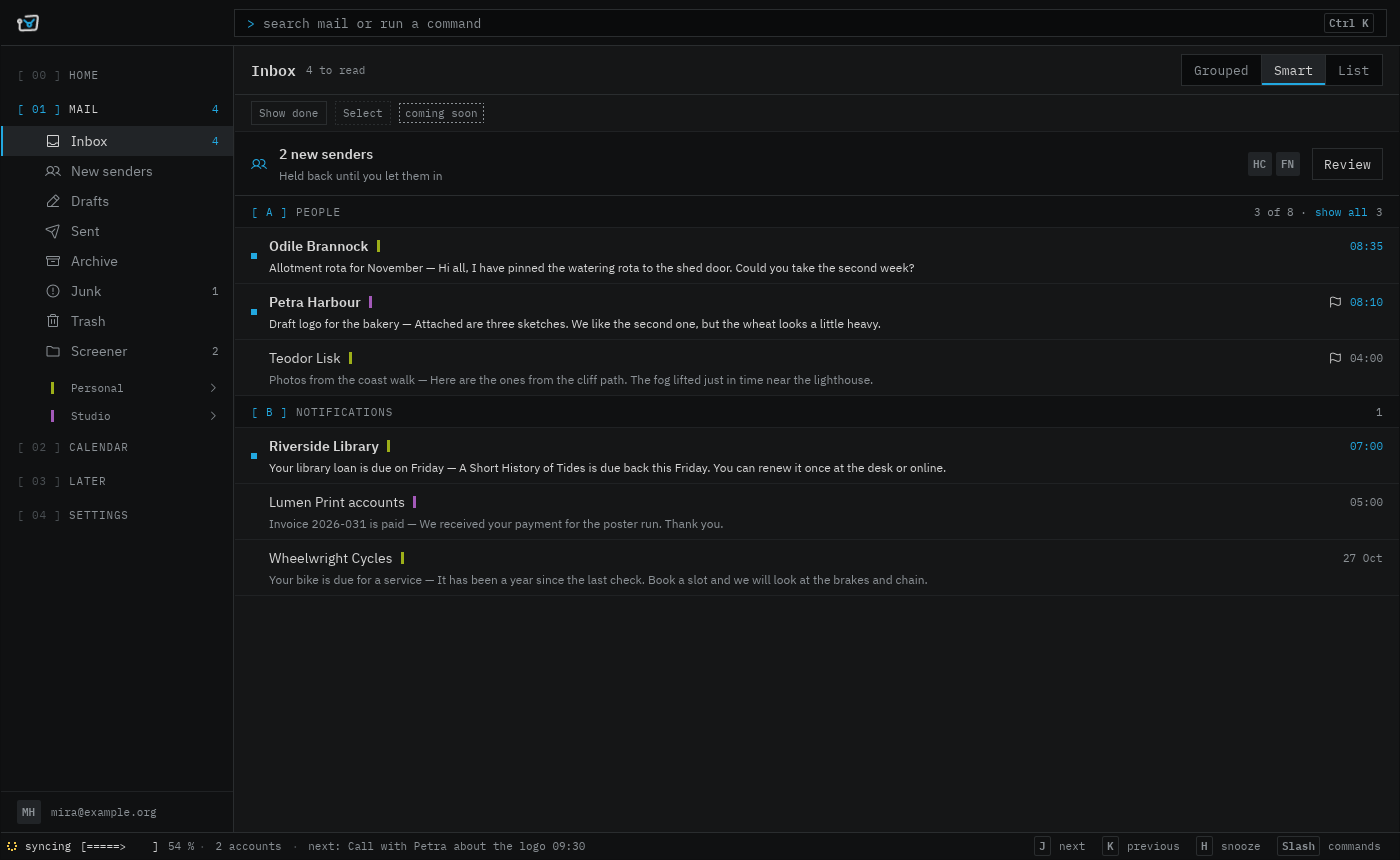 > search mail or run a command Ctrl K
[ 00 ] HOME
[ 01 ] MAIL 4
Inbox 4
New senders
Drafts
Sent
Archive
Junk 1
Trash
Screener 2
Personal
Studio
[ 02 ] CALENDAR
[ 03 ] LATER
[ 04 ] SETTINGS
MH mira@example.org
Inbox 4 to read Grouped Smart List
Show done Select coming soon
2 new senders
Held back until you let them in
HC FN Review
[ A ] PEOPLE 3 of 8 · show all 3
Odile Brannock 08:35
Allotment rota for November — Hi all, I have pinned the watering rota to the shed door. Could you take the second week?
Petra Harbour 08:10
Draft logo for the bakery — Attached are three sketches. We like the second one, but the wheat looks a little heavy.
Teodor Lisk 04:00
Photos from the coast walk — Here are the ones from the cliff path. The fog lifted just in time near the lighthouse.
[ B ] NOTIFICATIONS 1
Riverside Library 07:00
Your library loan is due on Friday — A Short History of Tides is due back this Friday. You can renew it once at the desk or online.
Lumen Print accounts 05:00
Invoice 2026-031 is paid — We received your payment for the poster run. Thank you.
Wheelwright Cycles 27 Oct
Your bike is due for a service — It has been a year since the last check. Book a slot and we will look at the brakes and chain.
syncing [=====> ] 54 % · 2 accounts · next: Call with Petra about the logo 09:30 J next K previous H snooze Slash commands